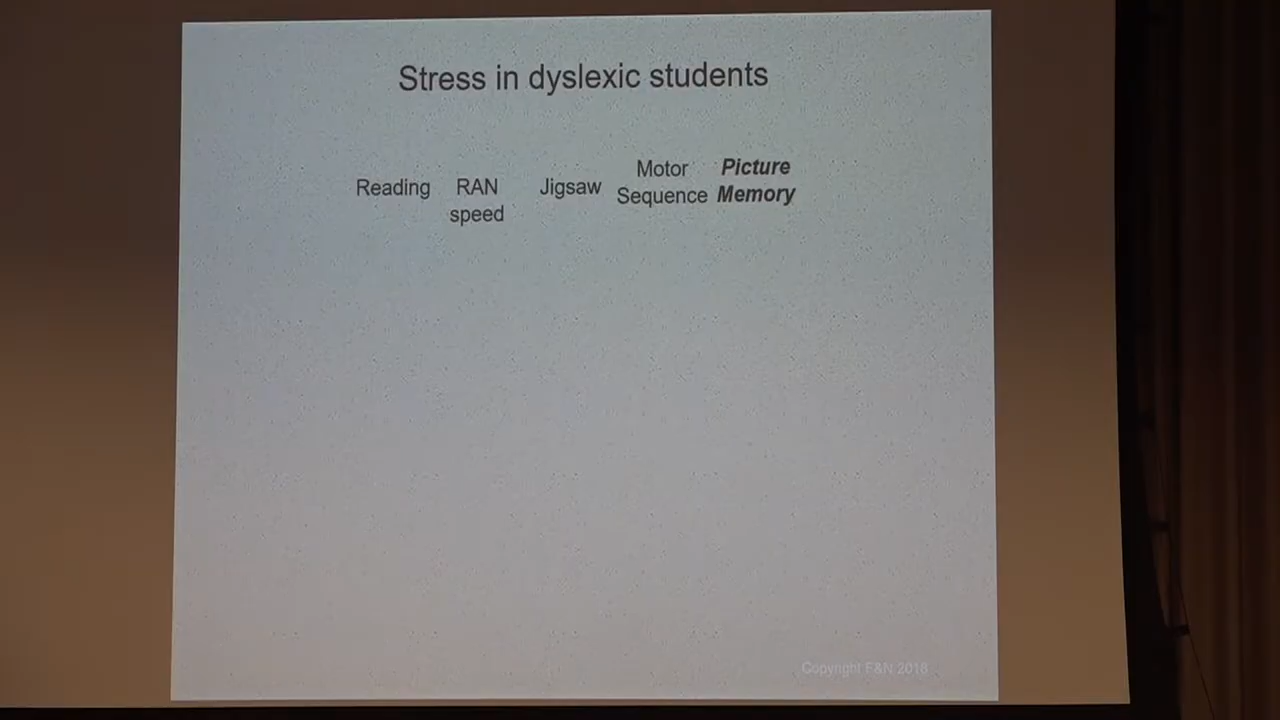 Stress in dyslexic students
Reading
RAN
speed
Jigsaw
Motor
Sequence
Picture
Memory
Copyright F&N 2018